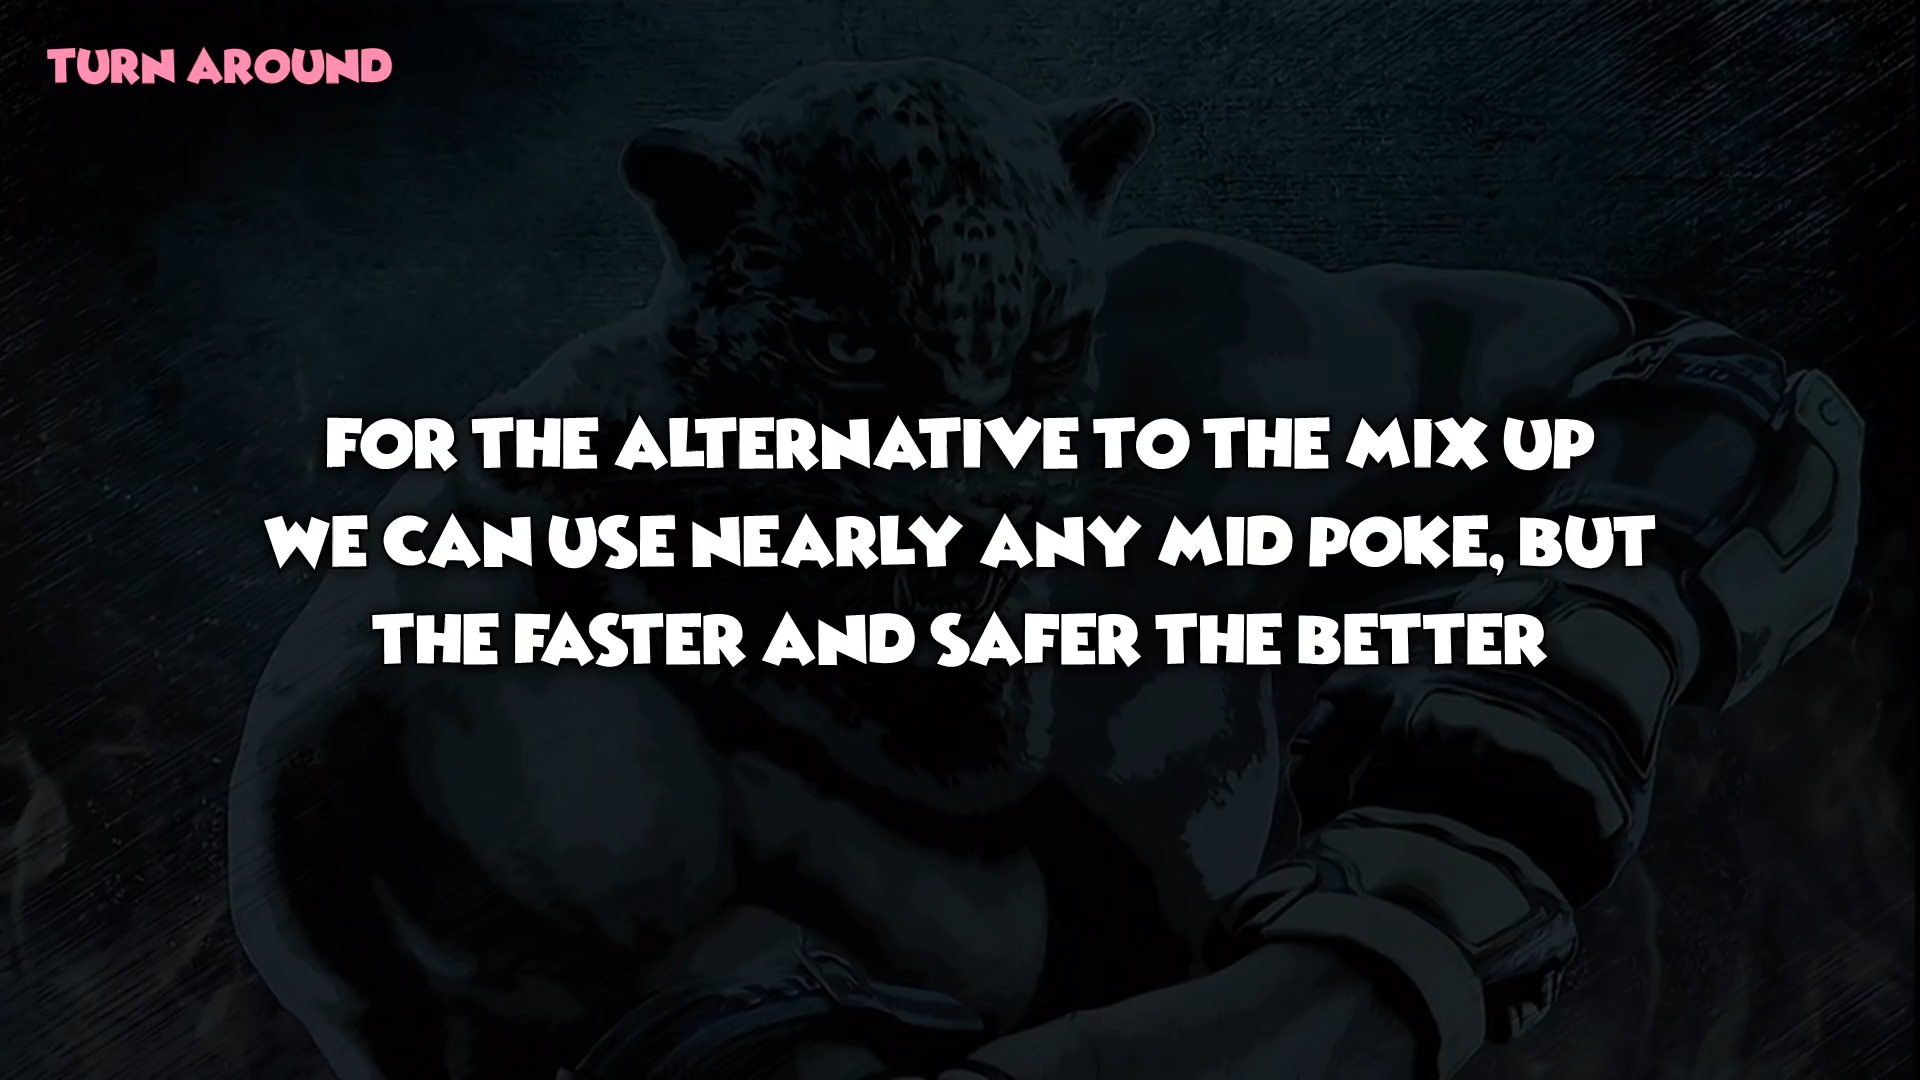 TURN AROUND
FOR THE ALTERNATIVE TO THE MIX UP
WE CAN USE NEARLY ANY MID POKE, BUT
THE FASTER AND SAFER THE BETTER